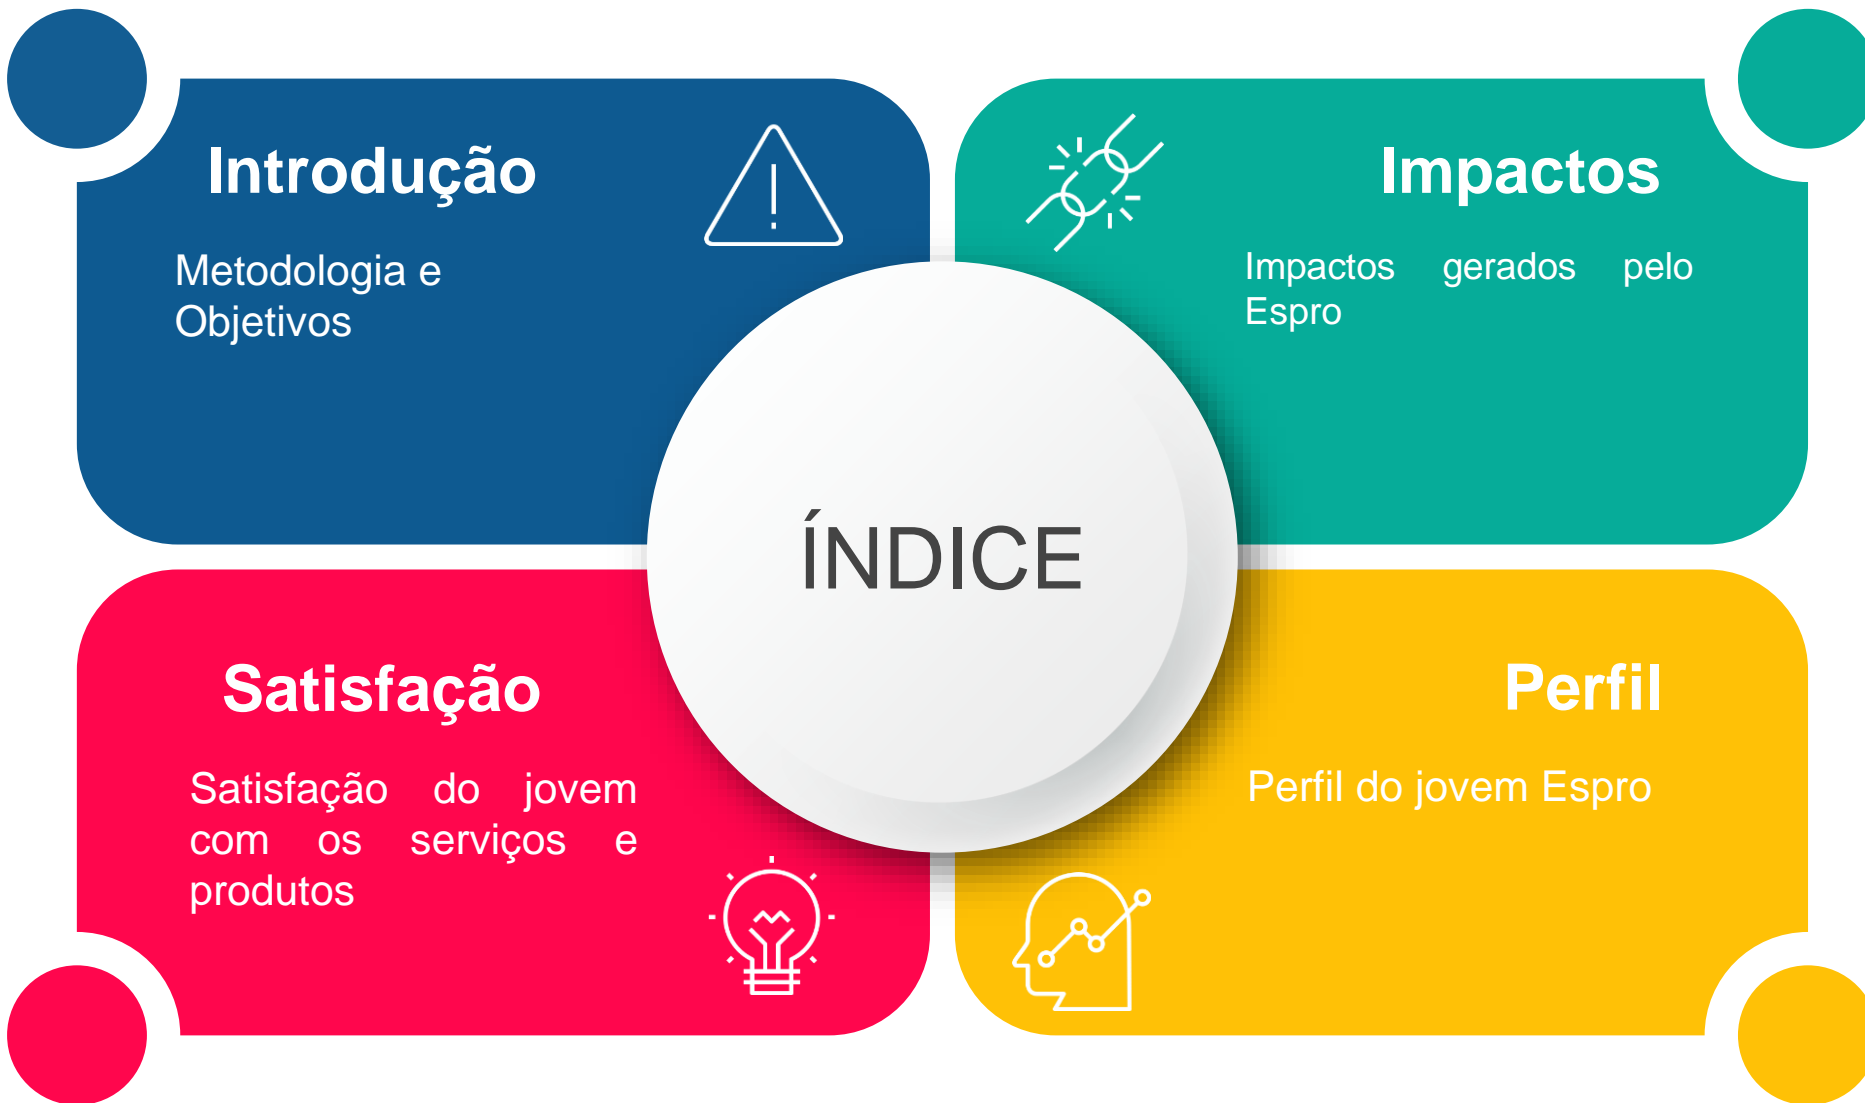 Introdução
Metodologia e
Objetivos
Impactos
Impactos gerados pelo
Espro
ÍNDICE
Satisfação
Satisfação do jovem
com os serviços e
produtos
Perfil
Perfil do jovem Espro